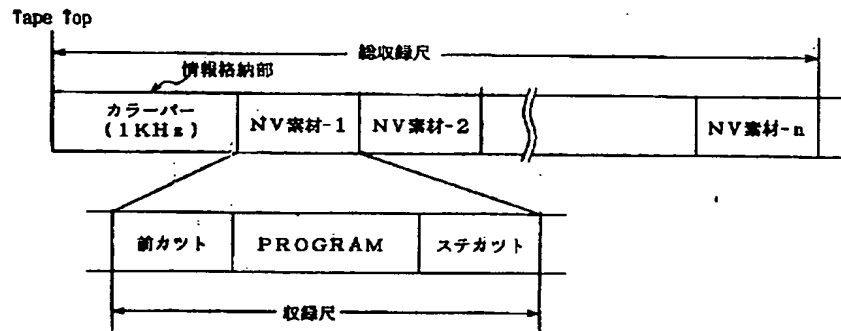 Tape Top
総収録尺
情報格納部
カラーバー
(1KHz)
NV素材-1
NV素材-2
NV素材-n
前カット
PROGRAM
ステカット
収録尺